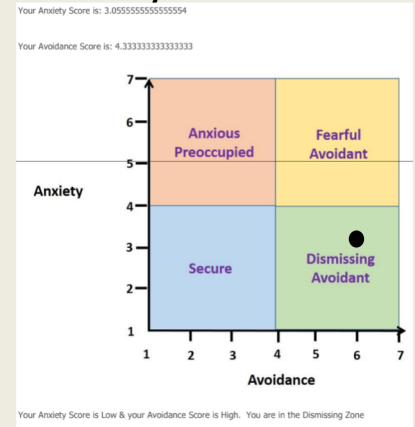 Your Anxiety Score is: 3.0555555555555554
Your Avoidance Score is: 4.333333333333333
7
6
Anxious
Preoccupied
Fearful
Avoidant
5
Anxiety
4
3
Secure
Dismissing
Avoidant
2
1
1 2 3 4 5 6 7
Avoidance
Your Anxiety Score is Low & your Avoidance Score is High. You are in the Dismissing Zone